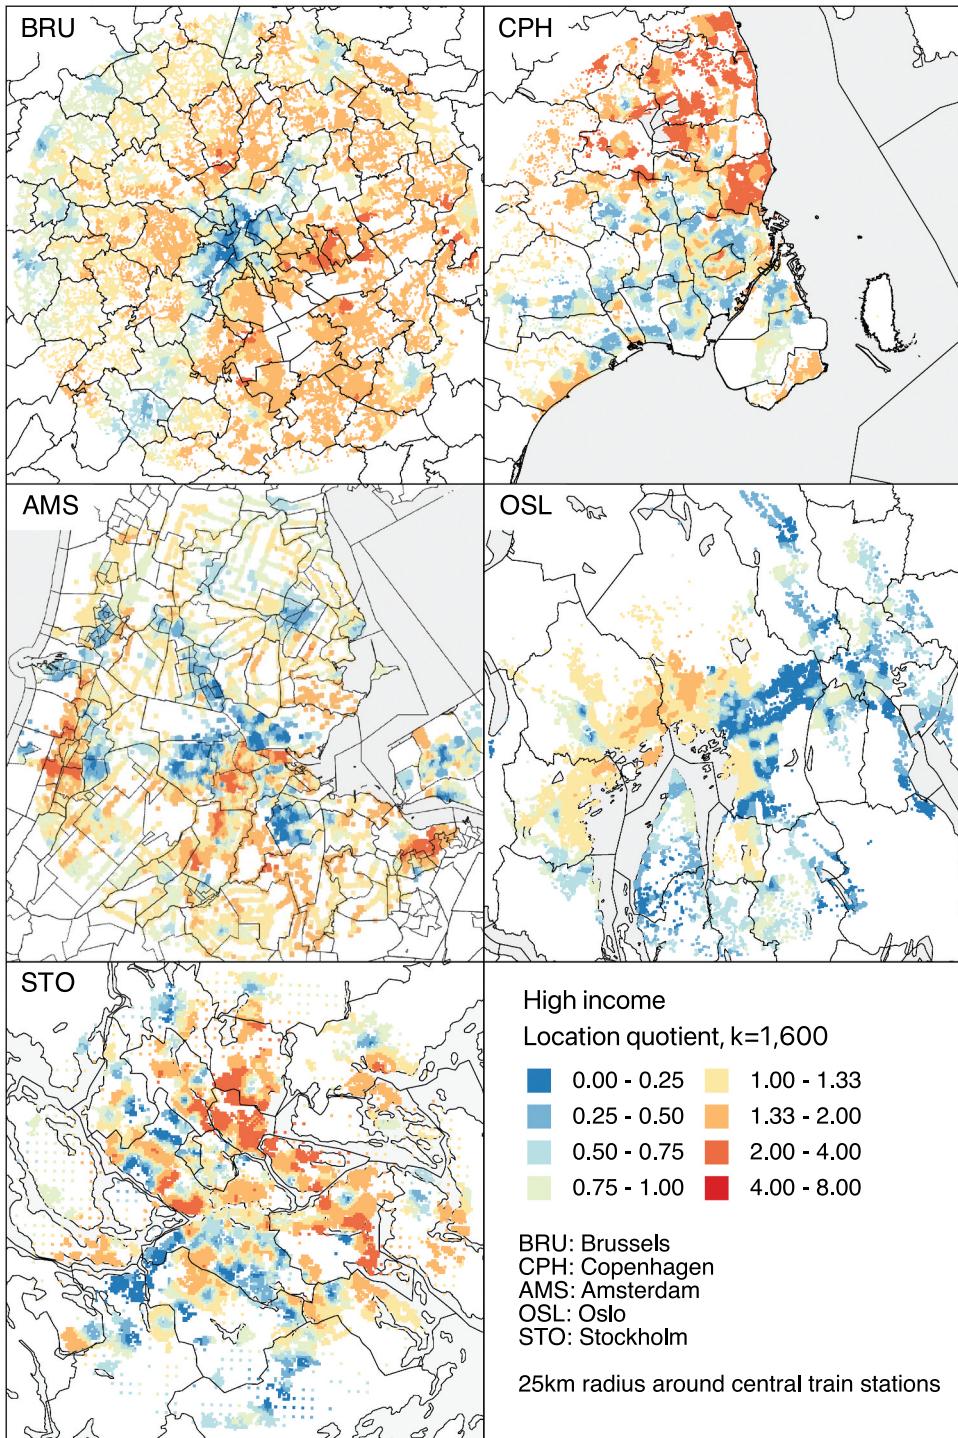 BRU
CPH
AMS
OSL
STO
High income
Location quotient, k=1,600
0.00 - 0.25
1.00 - 1.33
0.25 - 0.50
1.33 - 2.00
0.50 - 0.75
2.00 - 4.00
0.75 - 1.00
4.00 - 8.00
BRU: Brussels
CPH: Copenhagen
AMS: Amsterdam
OSL: Oslo
STO: Stockholm
25km radius around central train stations